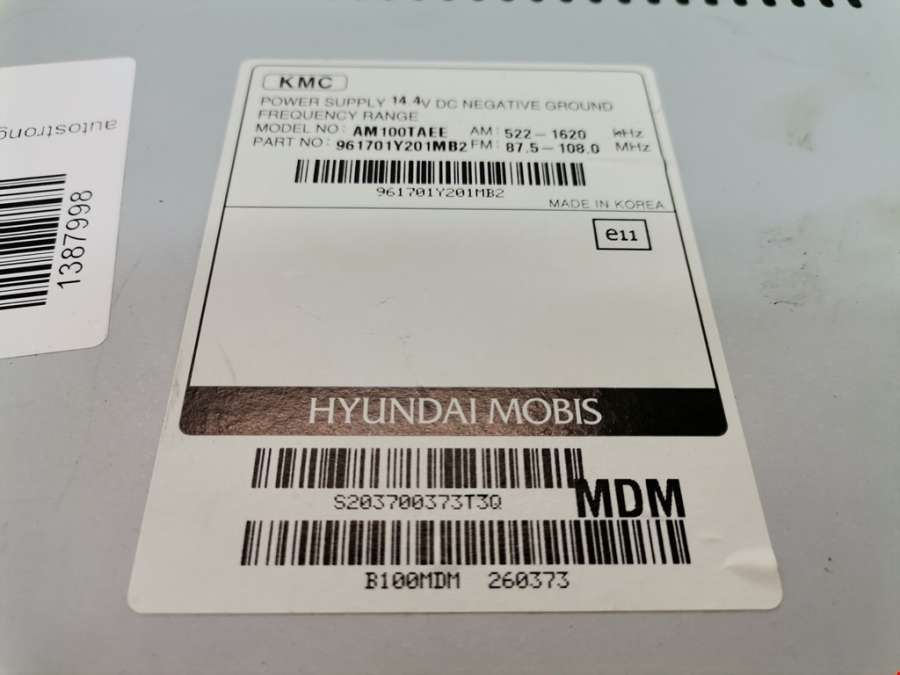 KMC
POWER SUPPLY 14.4V DC NEGATIVE GROUND
FREQUENCY RANGE
MODEL NO: AM100TAEE AM: 522-1620 kHz
PART NO: 961701Y201MB2 FM: 87.5-108.0 MHz
961701Y201MB2
MADE IN KOREA
e11
HYUNDAI MOBIS
S203700373T3Q
MDM
B100MDM 260373
autostrong
1387998